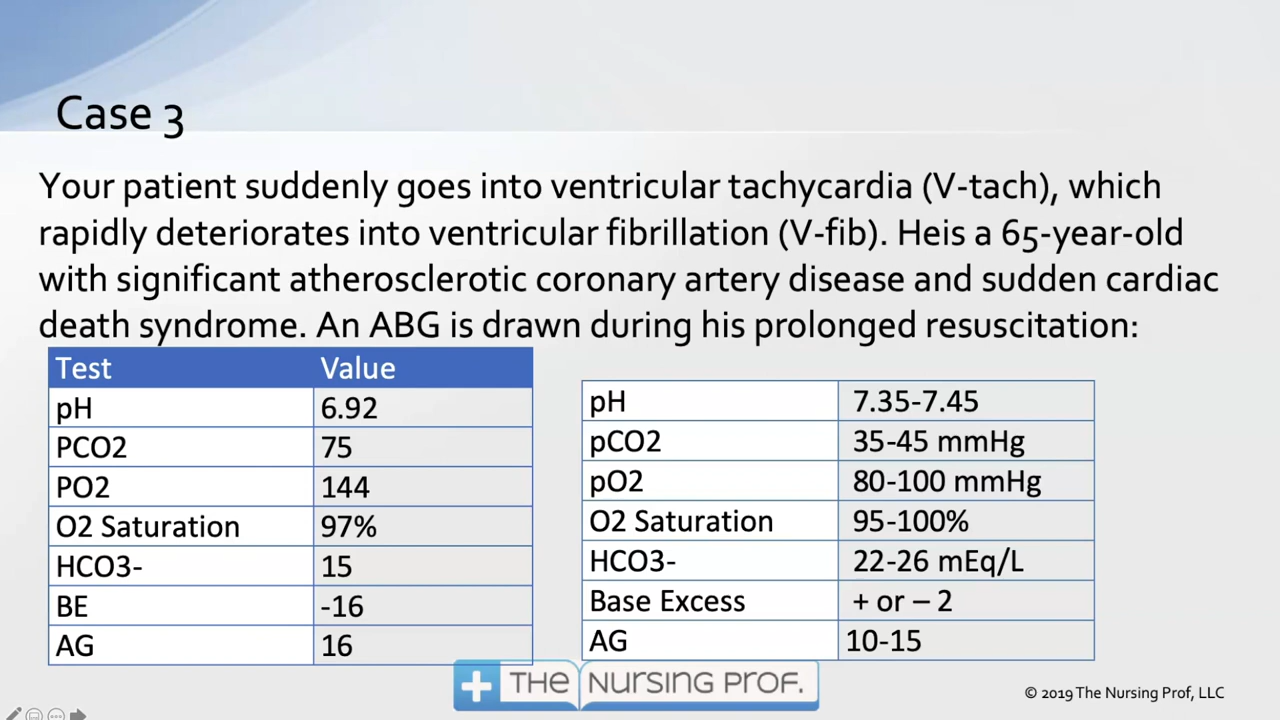 Case 3
Your patient suddenly goes into ventricular tachycardia (V-tach), which
rapidly deteriorates into ventricular fibrillation (V-fib). Heis a 65-year-old
with significant atherosclerotic coronary artery disease and sudden cardiac
death syndrome. An ABG is drawn during his prolonged resuscitation:
Test Value
pH 6.92
PCO2 75
PO2 144
O2 Saturation 97%
HCO3- 15
BE -16
AG 16
pH 7.35-7.45
pCO2 35-45 mmHg
pO2 80-100 mmHg
O2 Saturation 95-100%
HCO3- 22-26 mEq/L
Base Excess + or – 2
AG 10-15
THE NURSING PROF.
© 2019 The Nursing Prof, LLC